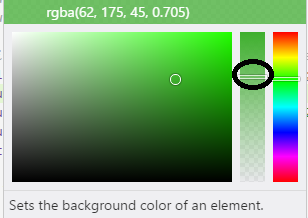 rgba(62, 175, 45, 0.705)
Sets the background color of an element.